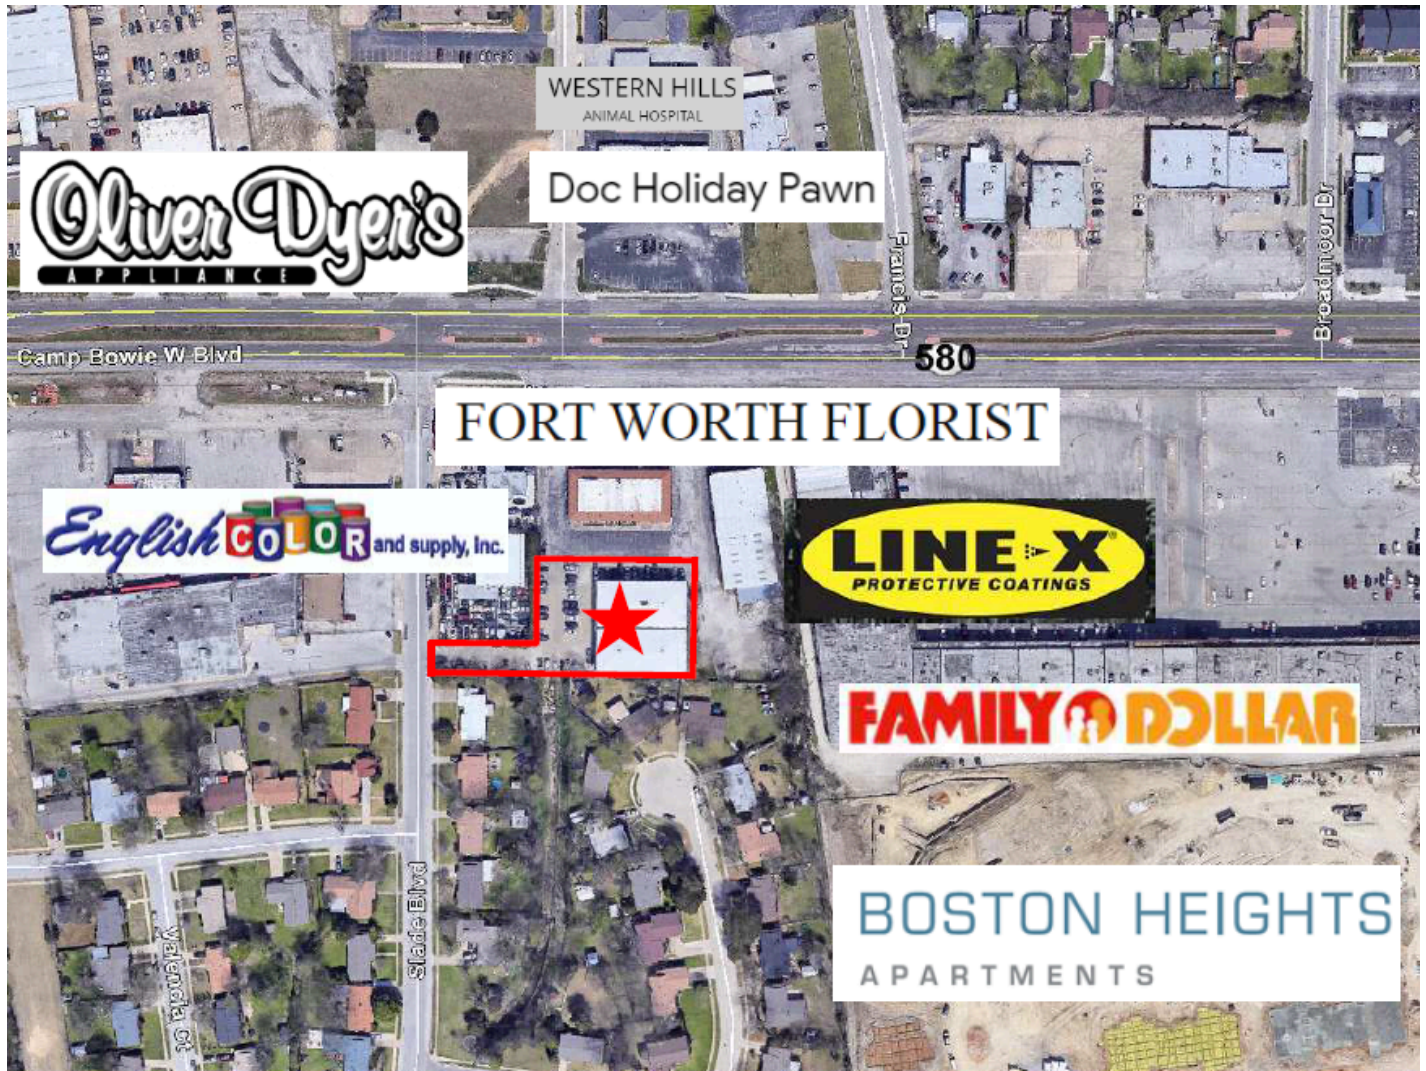 WESTERN HILLS
ANIMAL HOSPITAL
Oliver Dyer's
APPLIANCE
Doc Holiday Pawn
Francis Dr
Broadmoor Dr
Camp Bowie W Blvd
580
FORT WORTH FLORIST
English COLOR and supply, Inc.
LINE-X®
PROTECTIVE COATINGS
FAMILY DOLLAR
BOSTON HEIGHTS
APARTMENTS
Slade Blvd
Valencia Ct